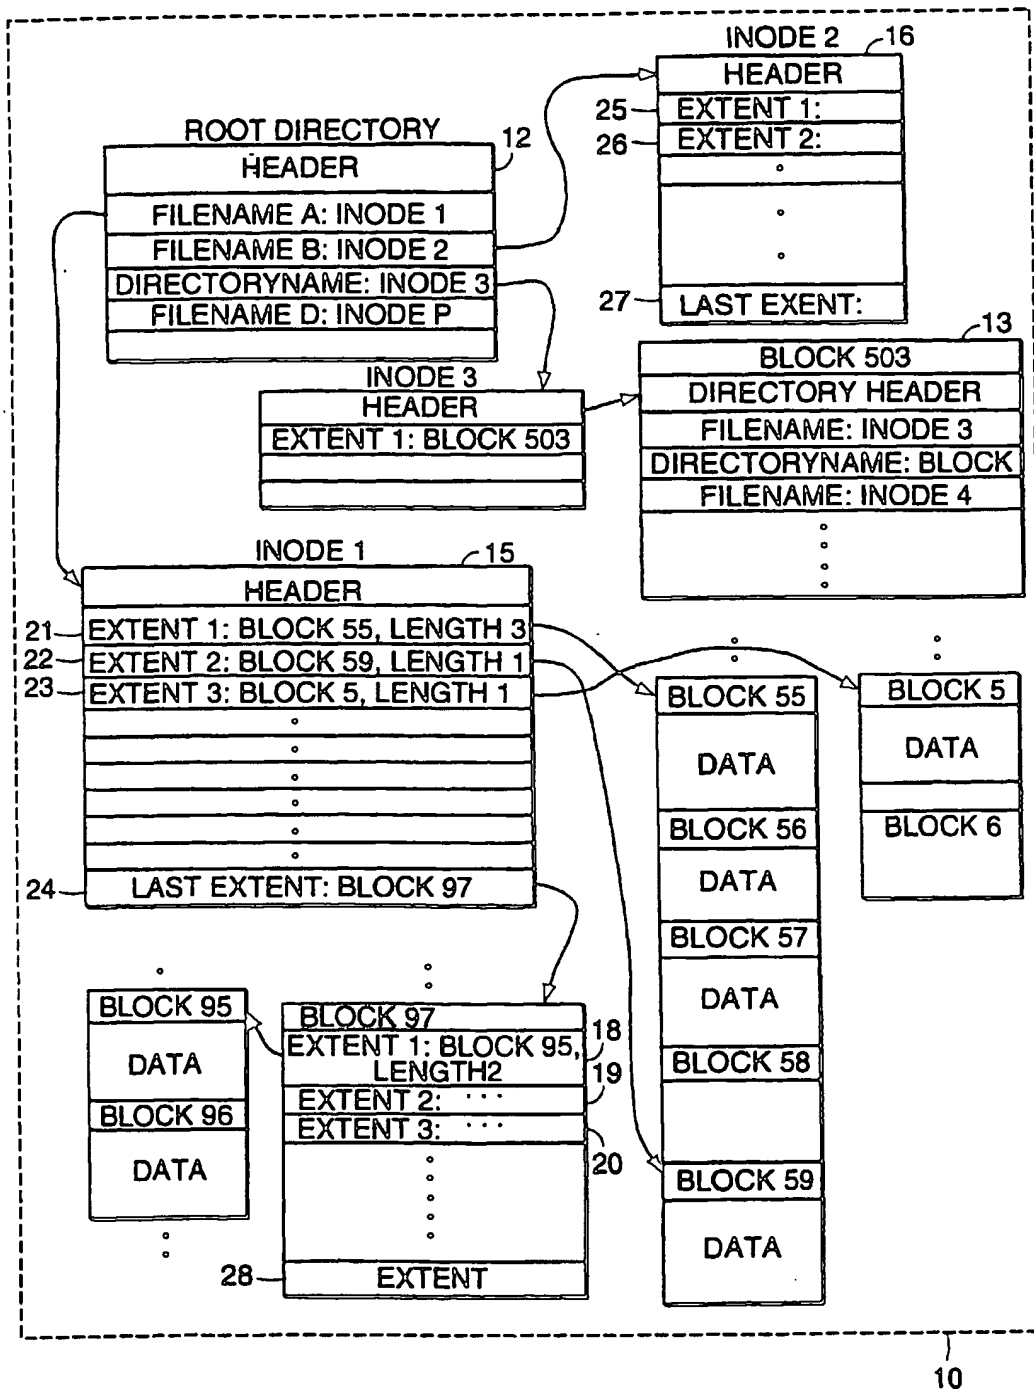 INODE 2
16
HEADER
25
EXTENT 1:
26
EXTENT 2:
27
LAST EXENT:
ROOT DIRECTORY
12
HEADER
FILENAME A: INODE 1
FILENAME B: INODE 2
DIRECTORYNAME: INODE 3
FILENAME D: INODE P
13
BLOCK 503
DIRECTORY HEADER
FILENAME: INODE 3
DIRECTORYNAME: BLOCK
FILENAME: INODE 4
INODE 3
HEADER
EXTENT 1: BLOCK 503
INODE 1
15
HEADER
21
EXTENT 1: BLOCK 55, LENGTH 3
22
EXTENT 2: BLOCK 59, LENGTH 1
23
EXTENT 3: BLOCK 5, LENGTH 1
24
LAST EXTENT: BLOCK 97
BLOCK 55
DATA
BLOCK 56
DATA
BLOCK 57
DATA
BLOCK 58
BLOCK 59
DATA
BLOCK 5
DATA
BLOCK 6
BLOCK 95
DATA
BLOCK 96
DATA
BLOCK 97
18
EXTENT 1: BLOCK 95,
LENGTH2
19
EXTENT 2: ...
EXTENT 3: ...
20
28
EXTENT
10